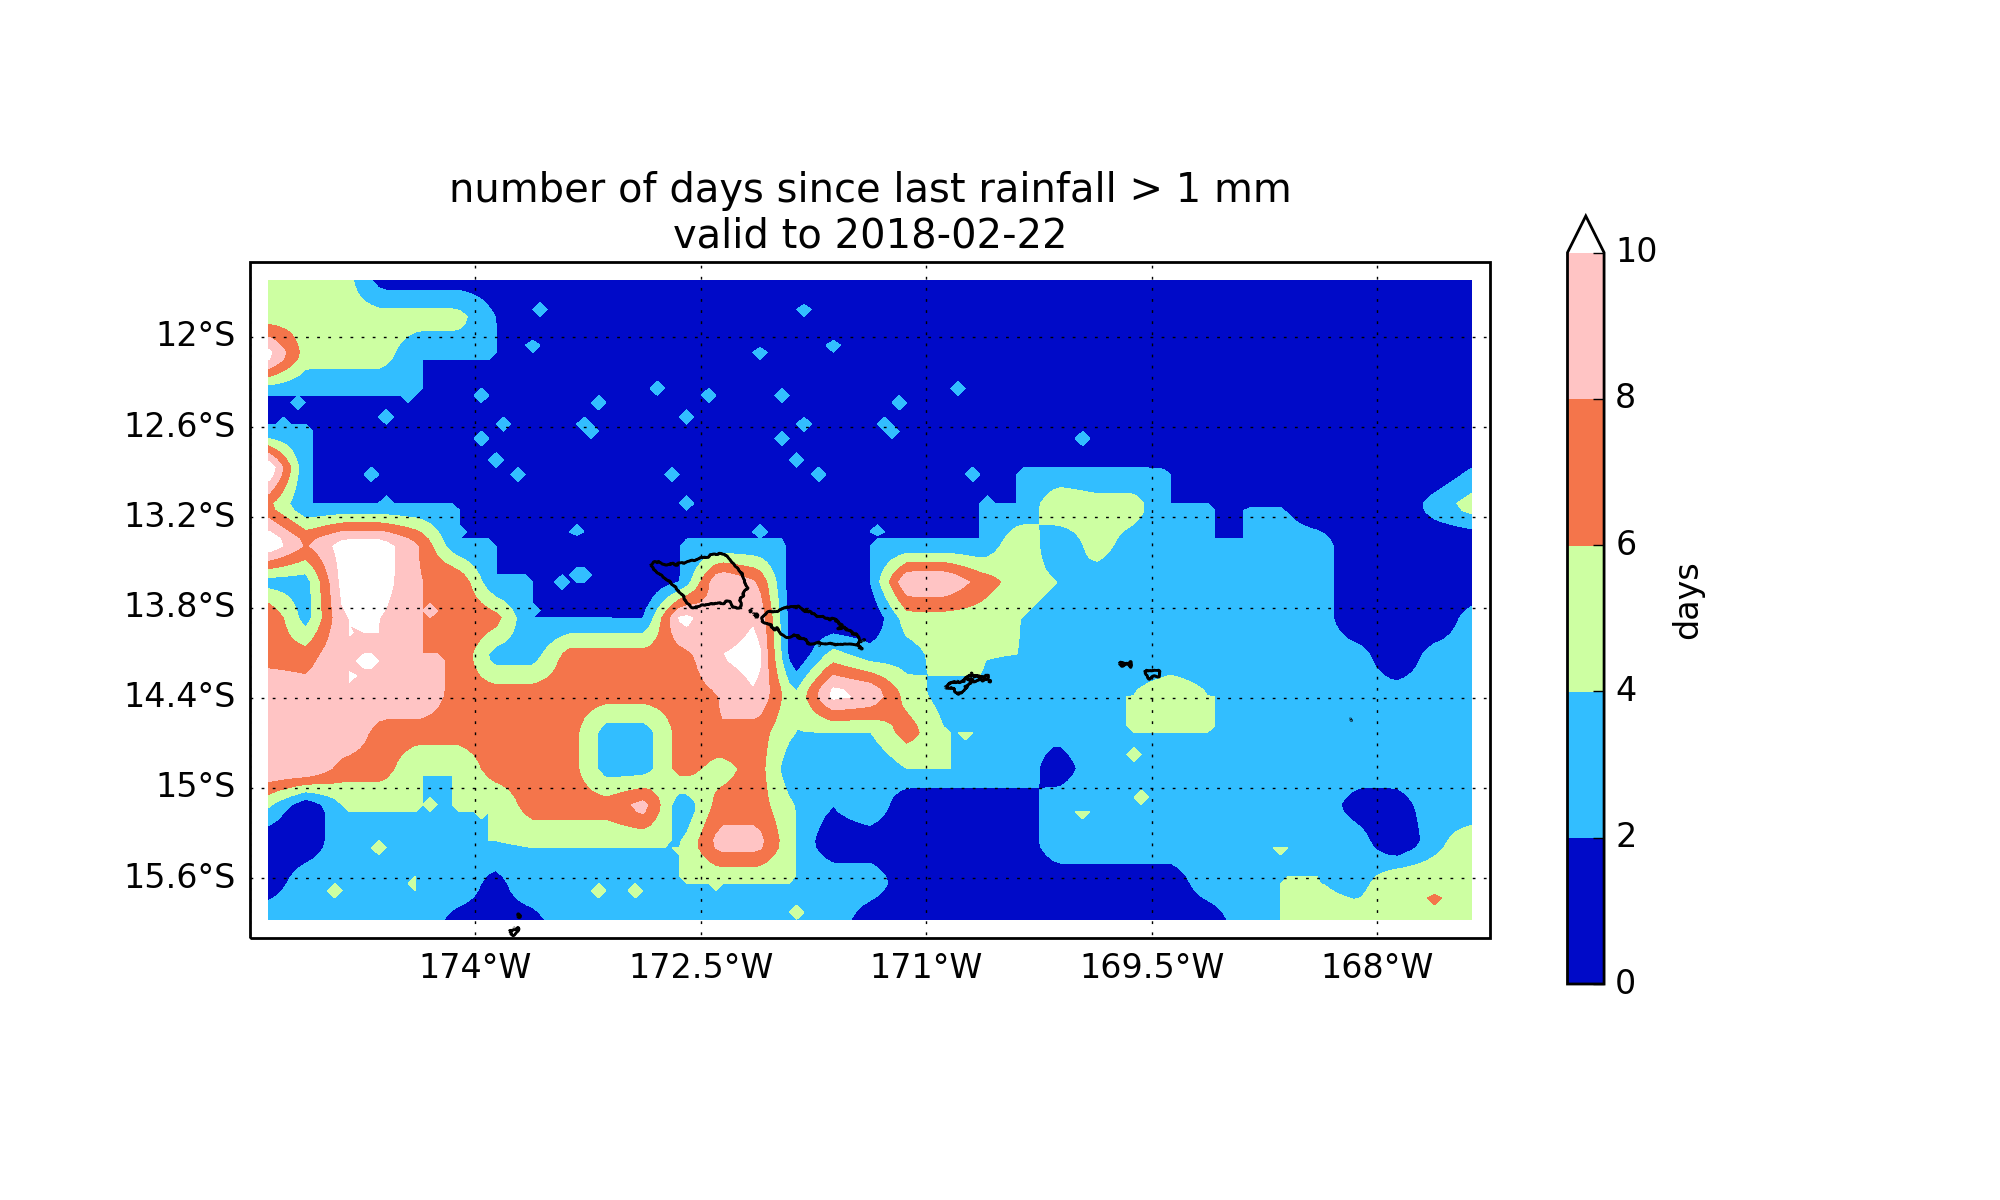 number of days since last rainfall > 1 mm
valid to 2018-02-22
12°S
12.6°S
13.2°S
13.8°S
14.4°S
15°S
15.6°S
174°W
172.5°W
171°W
169.5°W
168°W
10
8
6
4
2
0
days